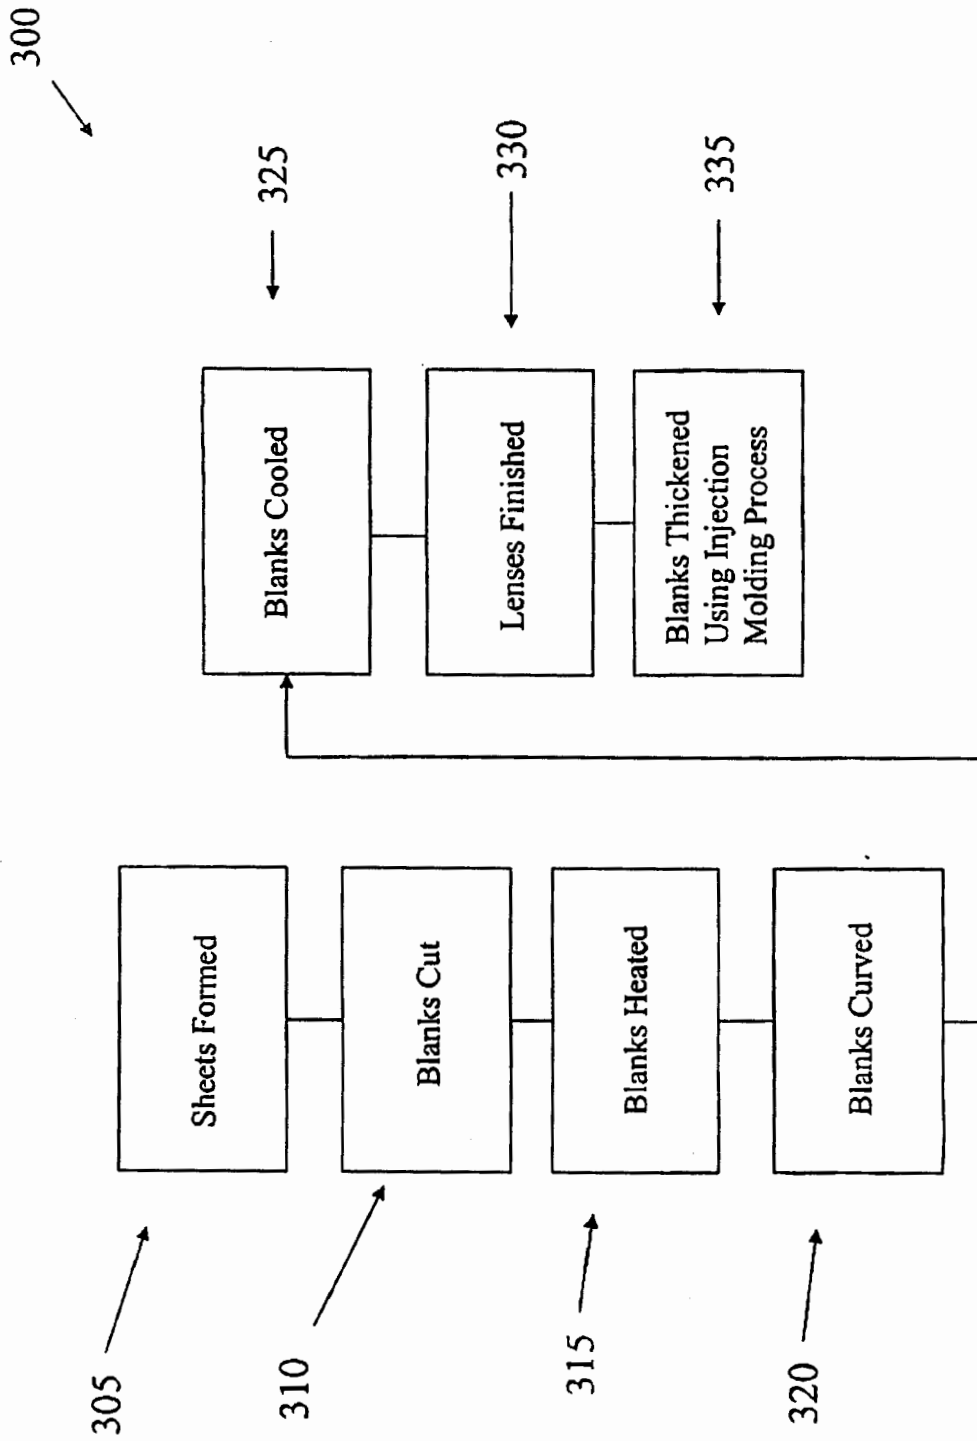 300
305
Sheets Formed
310
Blanks Cut
315
Blanks Heated
320
Blanks Curved
325
Blanks Cooled
330
Lenses Finished
335
Blanks Thickened
Using Injection
Molding Process